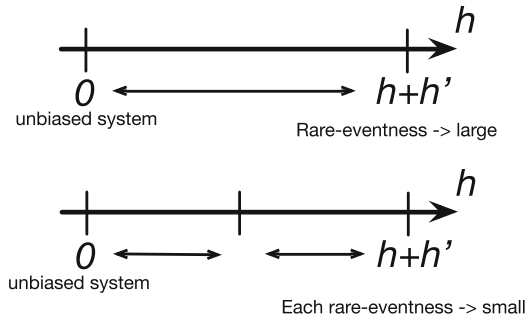 h
0 h+h’
unbiased system
Rare-eventness -> large
h
0 h+h’
unbiased system
Each rare-eventness -> small